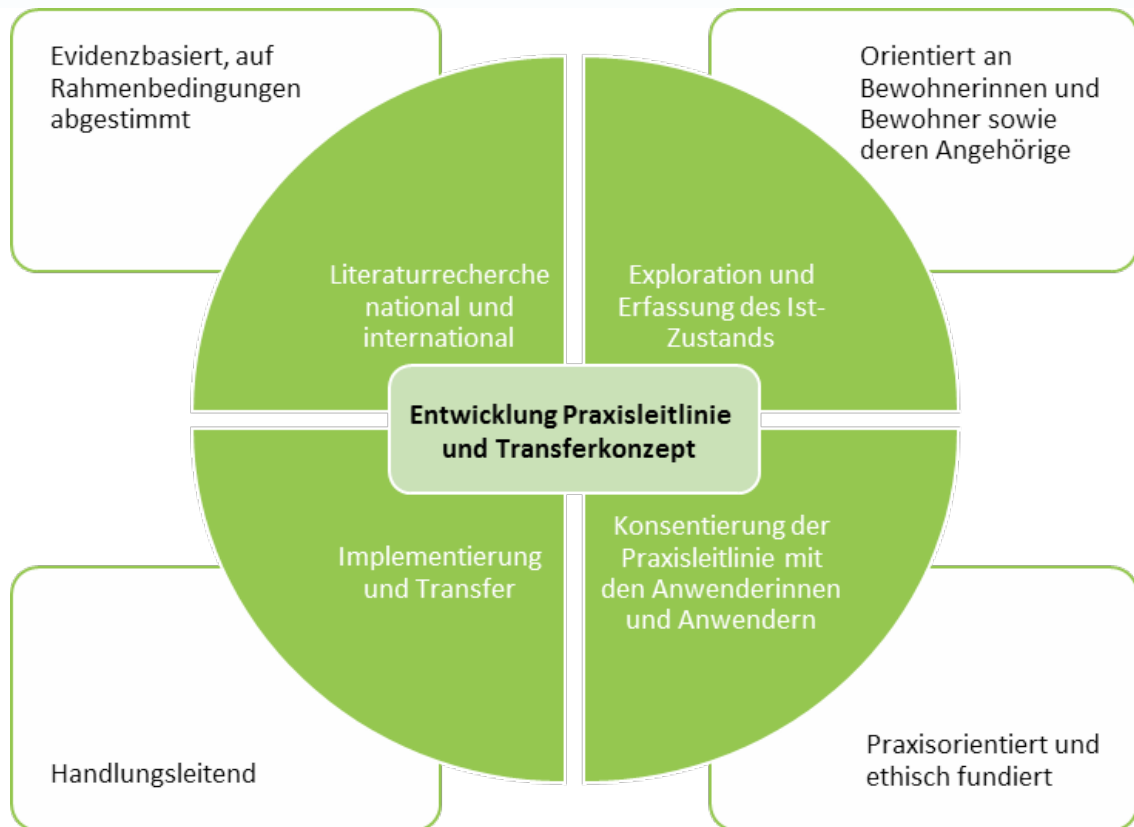 Evidenzbasiert, auf
Rahmenbedingungen
abgestimmt
Orientiert an
Bewohnerinnen und
Bewohner sowie
deren Angehörige
Literaturrecherche
national und
international
Exploration und
Erfassung des Ist-
Zustands
Entwicklung Praxisleitlinie
und Transferkonzept
Implementierung
und Transfer
Konsentierung der
Praxisleitlinie mit
den Anwenderinnen
und Anwendern
Handlungsleitend
Praxisorientiert und
ethisch fundiert